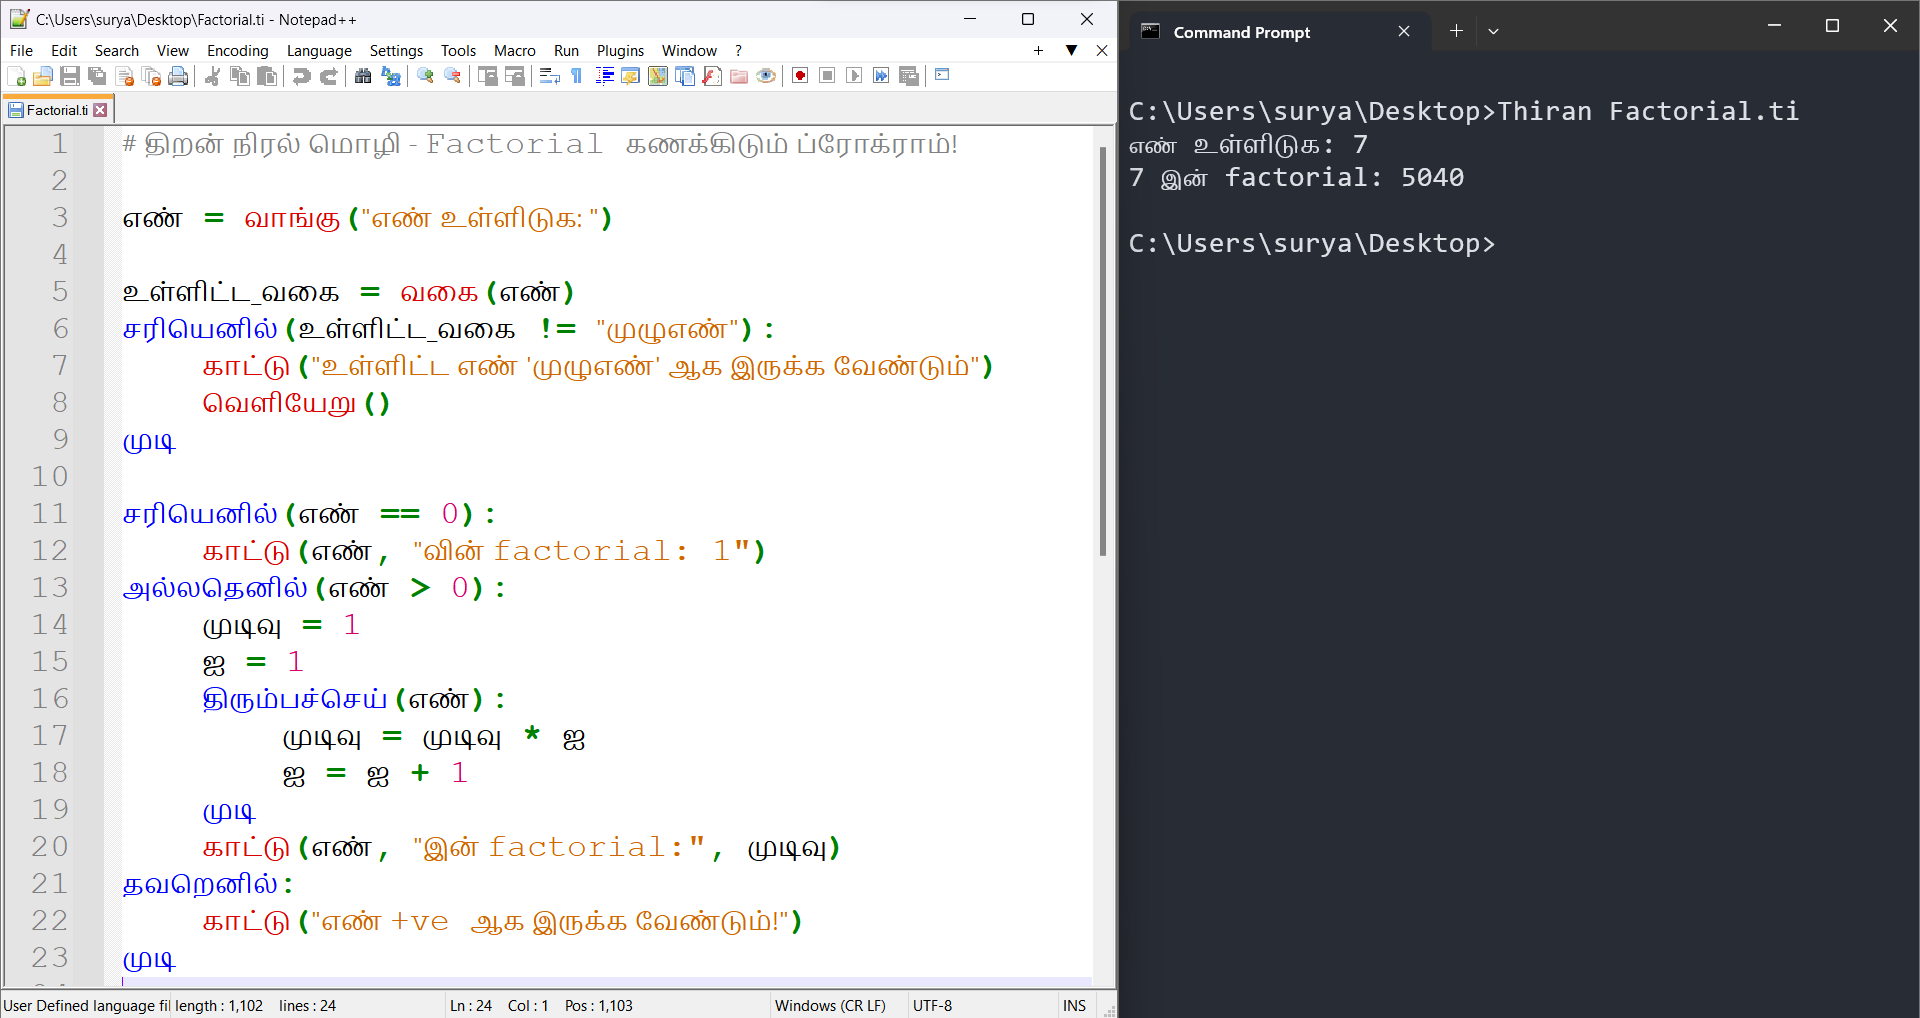 C:\Users\surya\Desktop\Factorial.ti - Notepad++
File Edit Search View Encoding Language Settings Tools Macro Run Plugins Window ?
Factorial.ti
1 # திறன் நிரல் மொழி - Factorial கணக்கிடும் ப்ரோக்ராம்!
2
3 எண் = வாங்கு("எண் உள்ளிடுக: ")
4
5 உள்ளிட்ட_வகை = வகை(எண்)
6 சரியெனில்(உள்ளிட்ட_வகை != "முழுஎண்"):
7 காட்டு("உள்ளிட்ட எண் 'முழுஎண்' ஆக இருக்க வேண்டும்")
8 வெளியேறு()
9 முடி
10
11 சரியெனில்(எண் == 0):
12 காட்டு(எண், "வின் factorial: 1")
13 அல்லதெனில்(எண் > 0):
14 முடிவு = 1
15 ஐ = 1
16 திரும்பச்செய்(எண்):
17 முடிவு = முடிவு * ஐ
18 ஐ = ஐ + 1
19 முடி
20 காட்டு(எண், "இன் factorial:", முடிவு)
21 தவறெனில்:
22 காட்டு("எண் +ve ஆக இருக்க வேண்டும்!")
23 முடி
User Defined language fil length : 1,102 lines : 24 Ln : 24 Col : 1 Pos : 1,103 Windows (CR LF) UTF-8 INS
Command Prompt
C:\Users\surya\Desktop>Thiran Factorial.ti
எண் உள்ளிடுக: 7
7 இன் factorial: 5040
C:\Users\surya\Desktop>